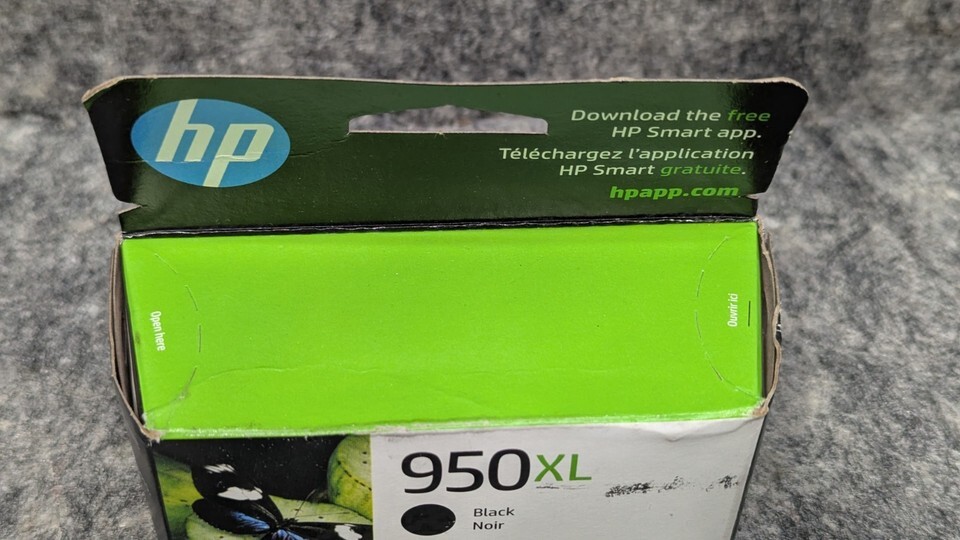 hp
Download the free
HP Smart app.
Téléchargez l'application
HP Smart gratuite.
hpapp.com
Open here
Ouvrir ici
950XL
Black
Noir